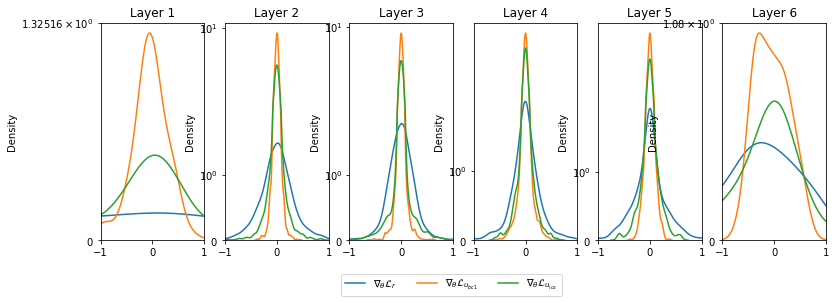 Layer 1 Layer 2 Layer 3 Layer 4 Layer 5 Layer 6
1.32516 × 10⁰ 10¹ 10¹ 1.08 × 10⁰
Density Density Density Density Density Density
10⁰ 10⁰ 10⁰ 10⁰
0 0 0 0 0 0
−1 0 1 −1 0 1 −1 0 1 −1 0 1 −1 0 1 −1 0 1
∇θℒr ∇θℒu_bc1 ∇θℒu_ics